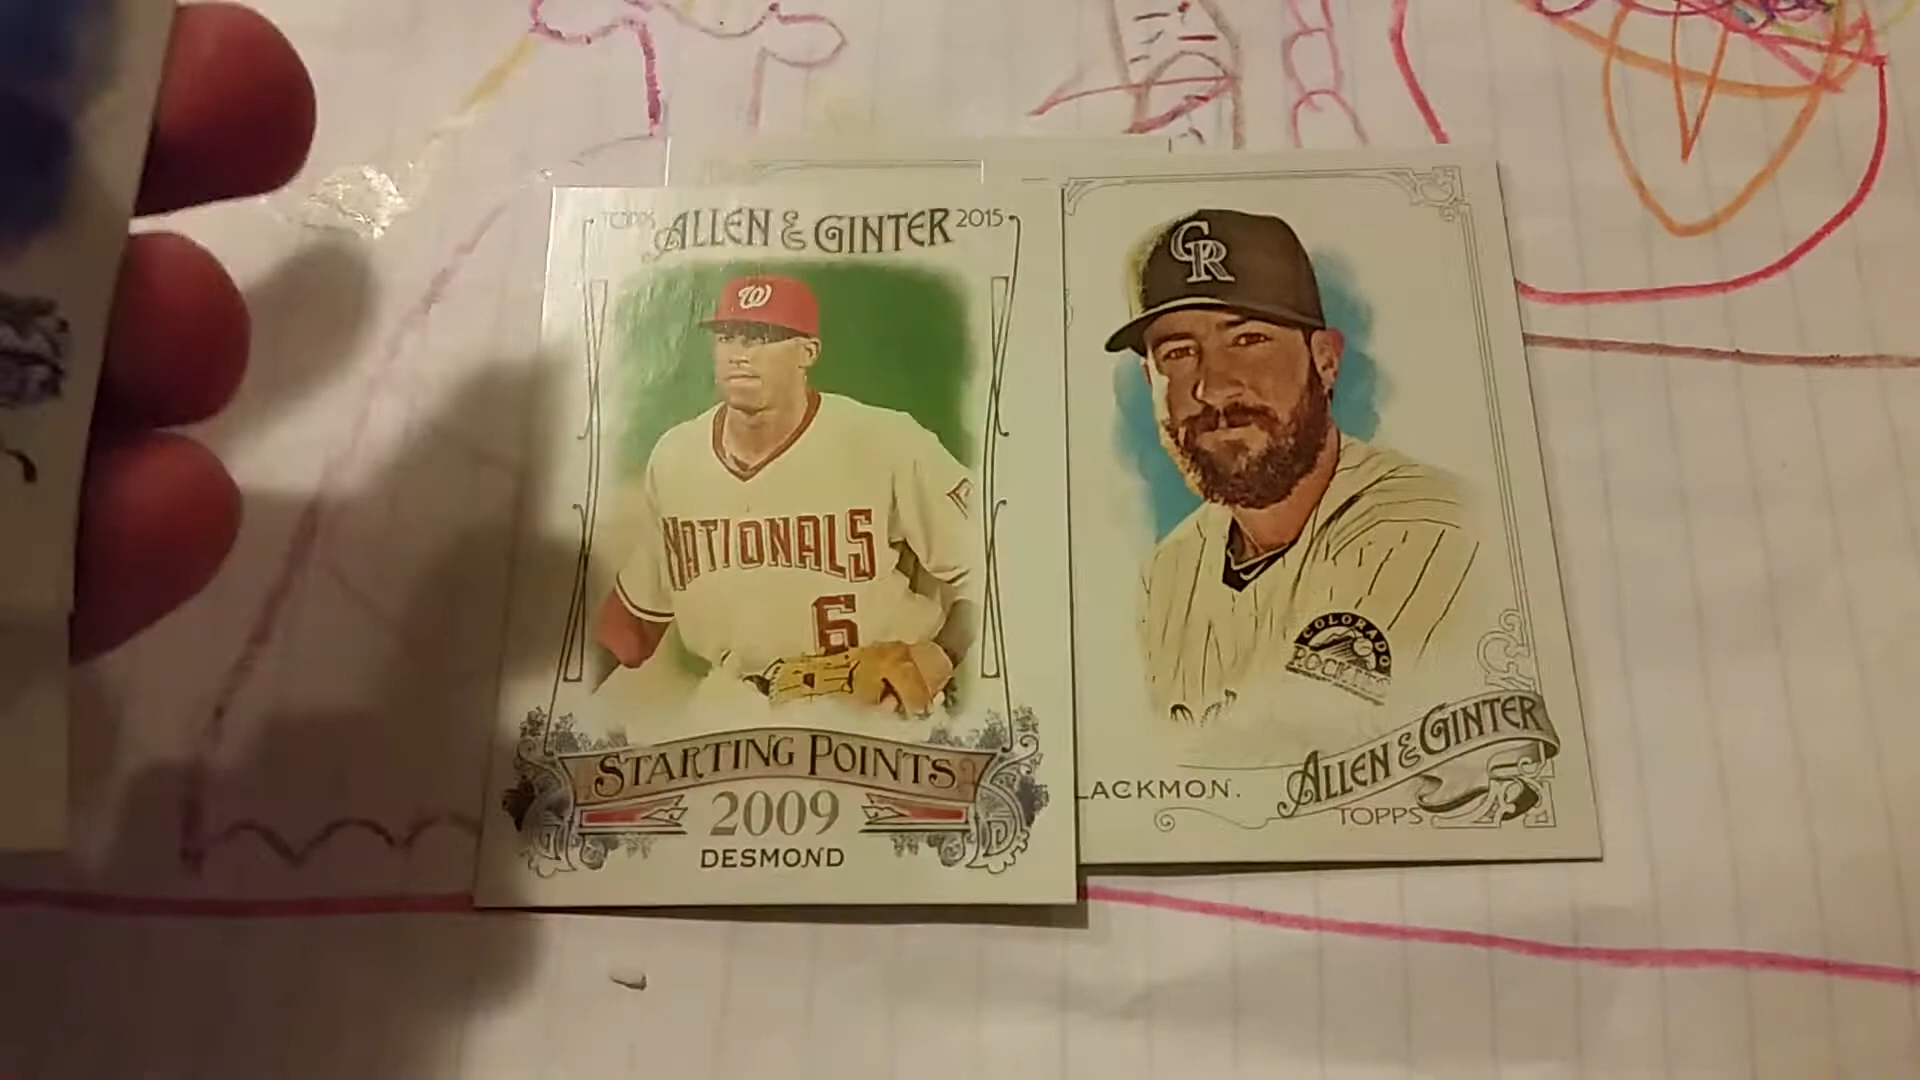 TOPPS ALLEN & GINTER 2015
W
NATIONALS
6
STARTING POINTS
2009
DESMOND
CR
COLORADO
ROCKIES
LACKMON.
ALLEN & GINTER
TOPPS